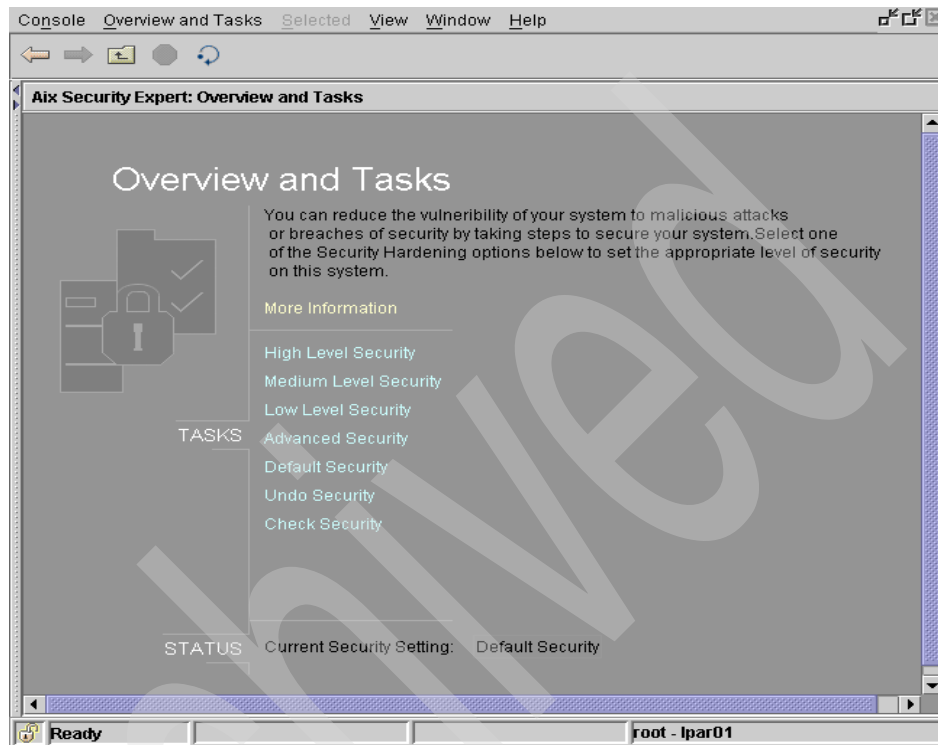 Console Overview and Tasks Selected View Window Help
Aix Security Expert: Overview and Tasks
Overview and Tasks
You can reduce the vulneribility of your system to malicious attacks
or breaches of security by taking steps to secure your system.Select one
of the Security Hardening options below to set the appropriate level of security
on this system.
More Information
High Level Security
Medium Level Security
Low Level Security
TASKS
Advanced Security
Default Security
Undo Security
Check Security
STATUS
Current Security Setting: Default Security
Ready
root - lpar01
hived